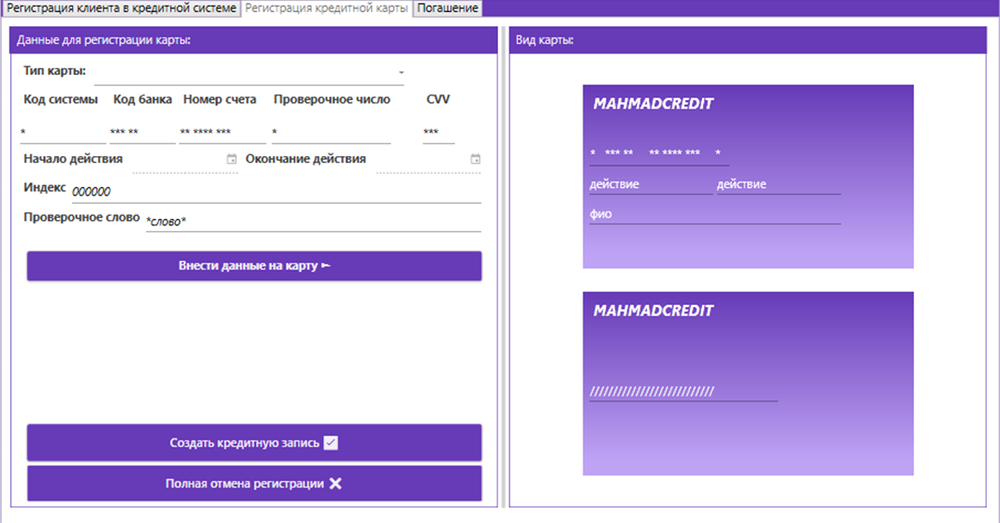 Регистрация клиента в кредитной системе Регистрация кредитной карты Погашение
Данные для регистрации карты:
Тип карты:
Код системы Код банка Номер счета Проверочное число CVV
* *** ** ** **** *** * ***
Начало действия Окончание действия
Индекс 000000
Проверочное слово *слово*
Внести данные на карту
Создать кредитную запись
Полная отмена регистрации
Вид карты:
MAHMADCREDIT
* *** ** ** **** *** *
действие действие
фио
MAHMADCREDIT
///////////////////////////